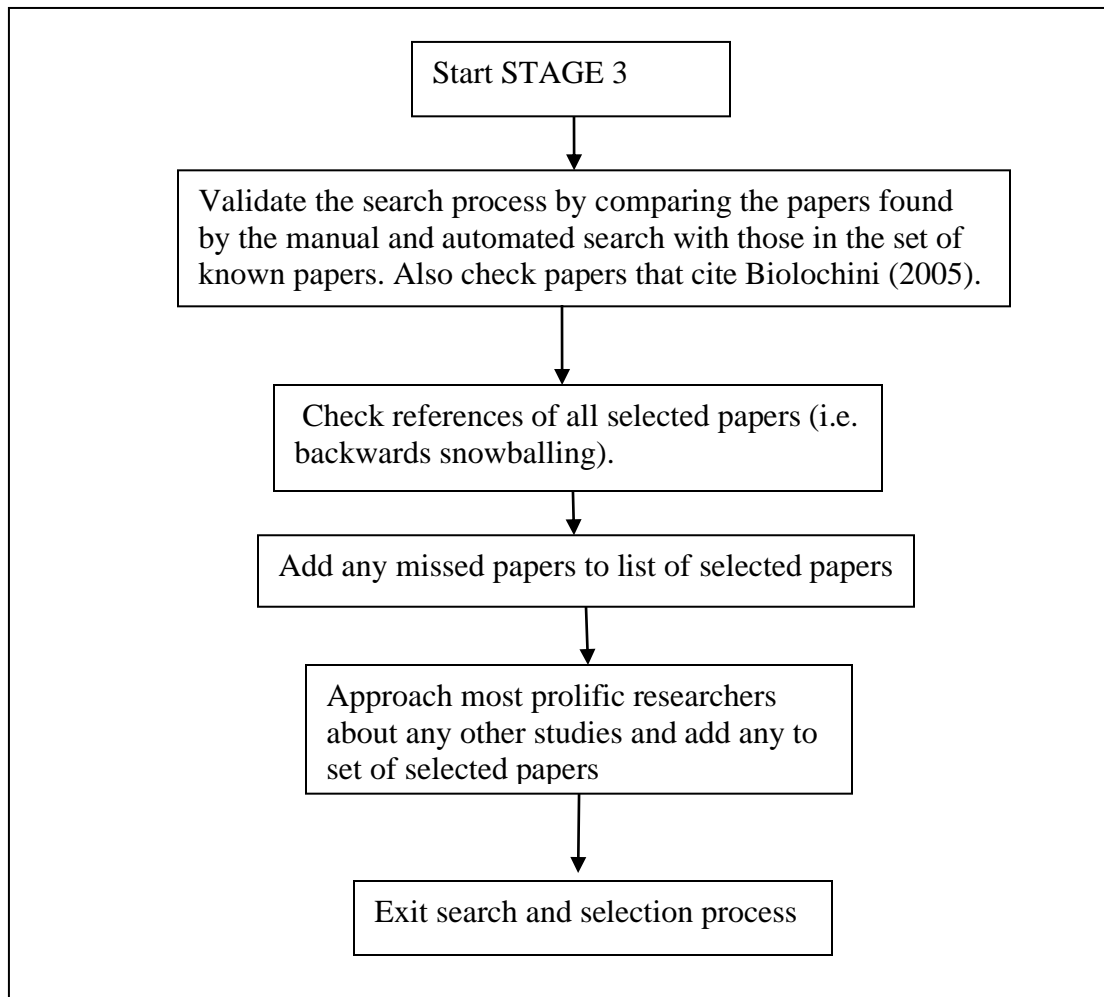 Start STAGE 3
Validate the search process by comparing the papers found
by the manual and automated search with those in the set of
known papers. Also check papers that cite Biolochini (2005).
Check references of all selected papers (i.e.
backwards snowballing).
Add any missed papers to list of selected papers
Approach most prolific researchers
about any other studies and add any to
set of selected papers
Exit search and selection process